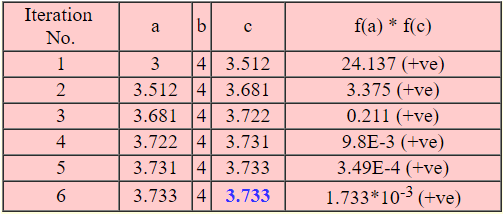 Iteration No. a b c f(a) * f(c)
1 3 4 3.512 24.137 (+ve)
2 3.512 4 3.681 3.375 (+ve)
3 3.681 4 3.722 0.211 (+ve)
4 3.722 4 3.731 9.8E-3 (+ve)
5 3.731 4 3.733 3.49E-4 (+ve)
6 3.733 4 3.733 1.733*10⁻³ (+ve)